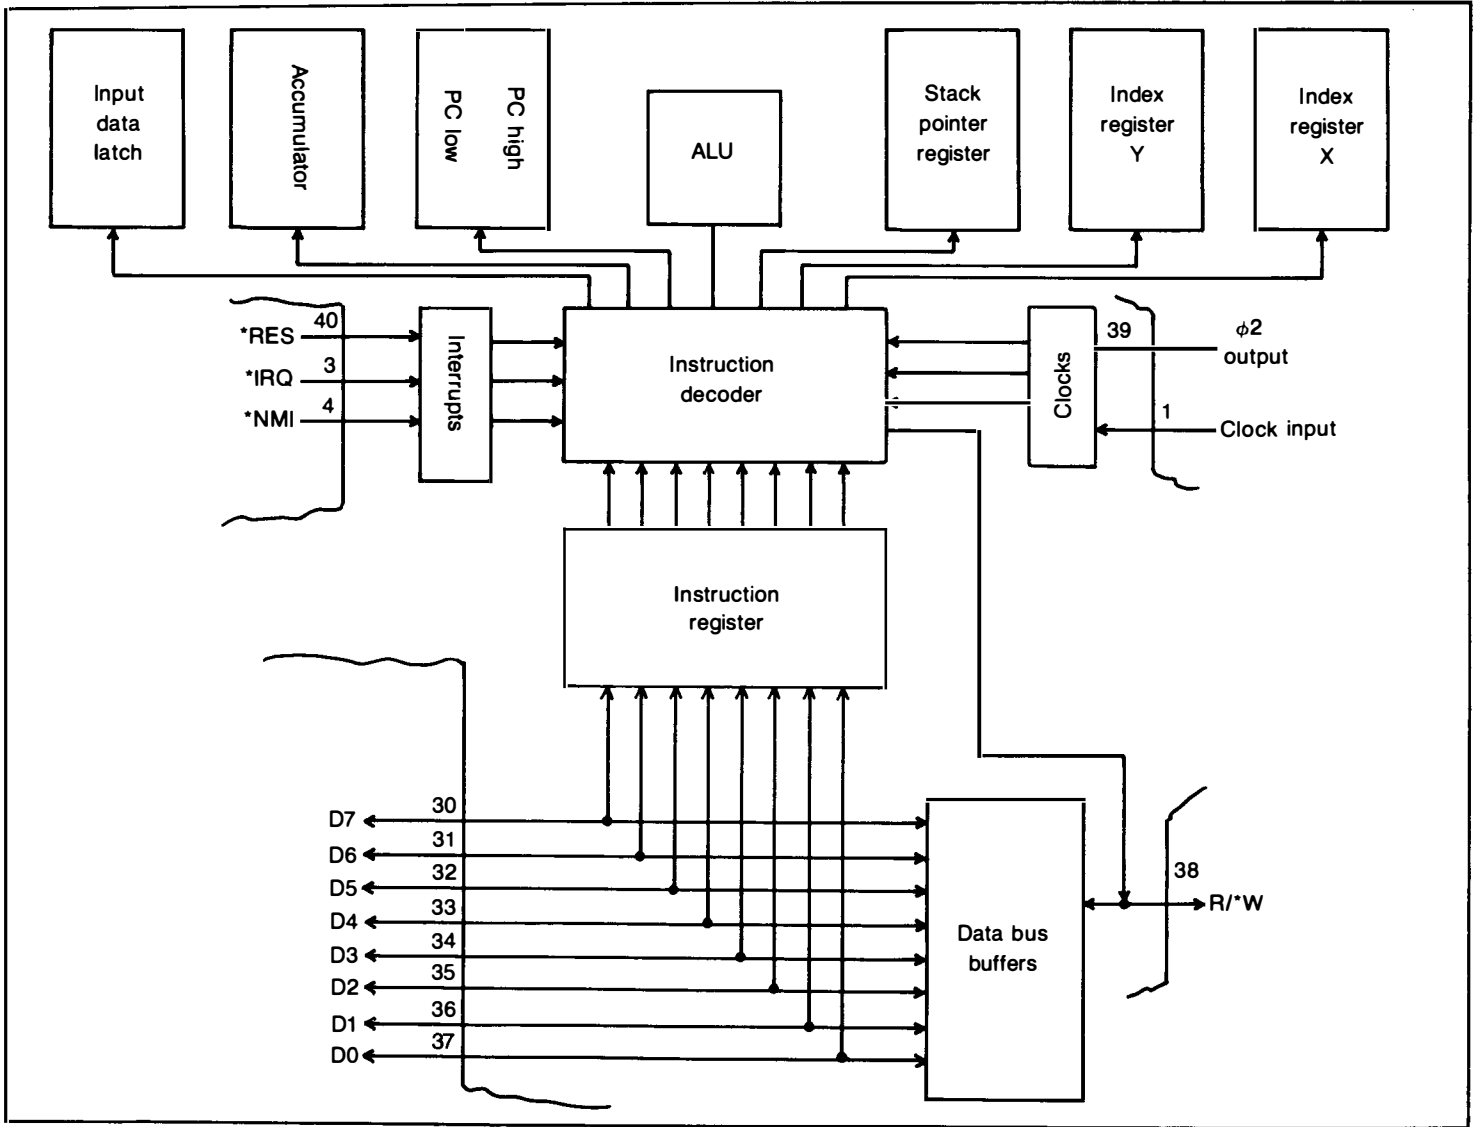 Input
data
latch
Accumulator
PC high
PC low
ALU
Stack
pointer
register
Index
register
Y
Index
register
X
*RES
40
*IRQ
3
*NMI
4
Interrupts
Instruction
decoder
Clocks
39
φ2
output
1
Clock input
Instruction
register
D7
30
D6
31
D5
32
D4
33
D3
34
D2
35
D1
36
D0
37
Data bus
buffers
38
R/*W